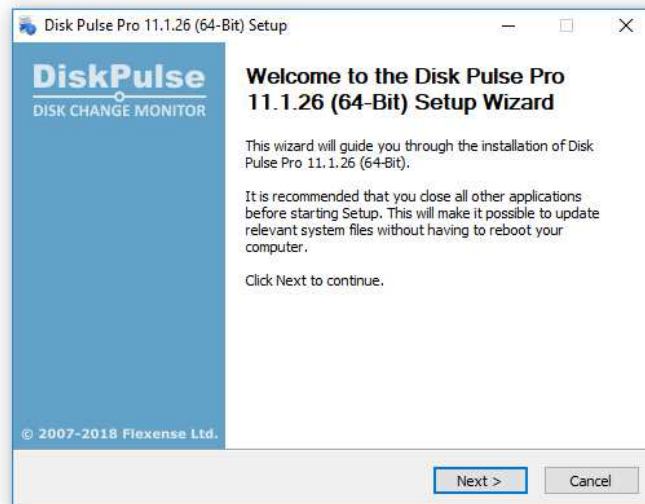 Disk Pulse Pro 11.1.26 (64-Bit) Setup
DiskPulse
DISK CHANGE MONITOR
Welcome to the Disk Pulse Pro
11.1.26 (64-Bit) Setup Wizard
This wizard will guide you through the installation of Disk
Pulse Pro 11.1.26 (64-Bit).
It is recommended that you close all other applications
before starting Setup. This will make it possible to update
relevant system files without having to reboot your
computer.
Click Next to continue.
© 2007-2018 Flexense Ltd.
Next >
Cancel